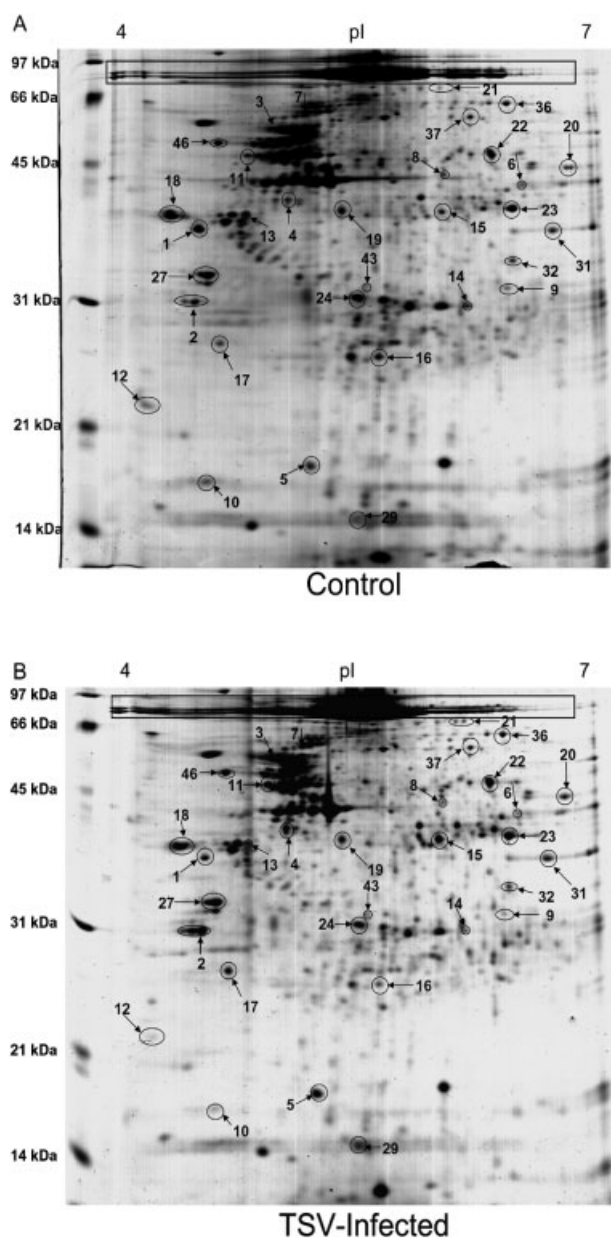 A
4 pI 7
97 kDa
21
66 kDa
3 7 36
37
46 22 20
45 kDa
11 8 6
18
1 13 4 19 15 23
31
27 43 32
24 14 9
31 kDa
2
17 16
12
21 kDa
5
10
29
14 kDa
Control
B
4 pI 7
97 kDa
21
66 kDa
3 7 36
37
46 22 20
11 8 6
45 kDa
18
1 13 4 19 15 23
31
27 43 32
24 14 9
31 kDa
2
17 16
12
21 kDa
5
10
29
14 kDa
TSV-Infected